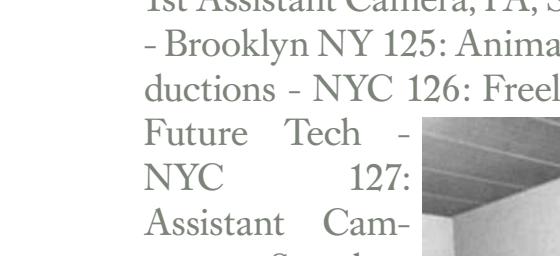 1st Assistant Camera, PA, S
- Brooklyn NY 125: Anima
ductions - NYC 126: Freel
Future Tech -
NYC 127:
Assistant Cam-